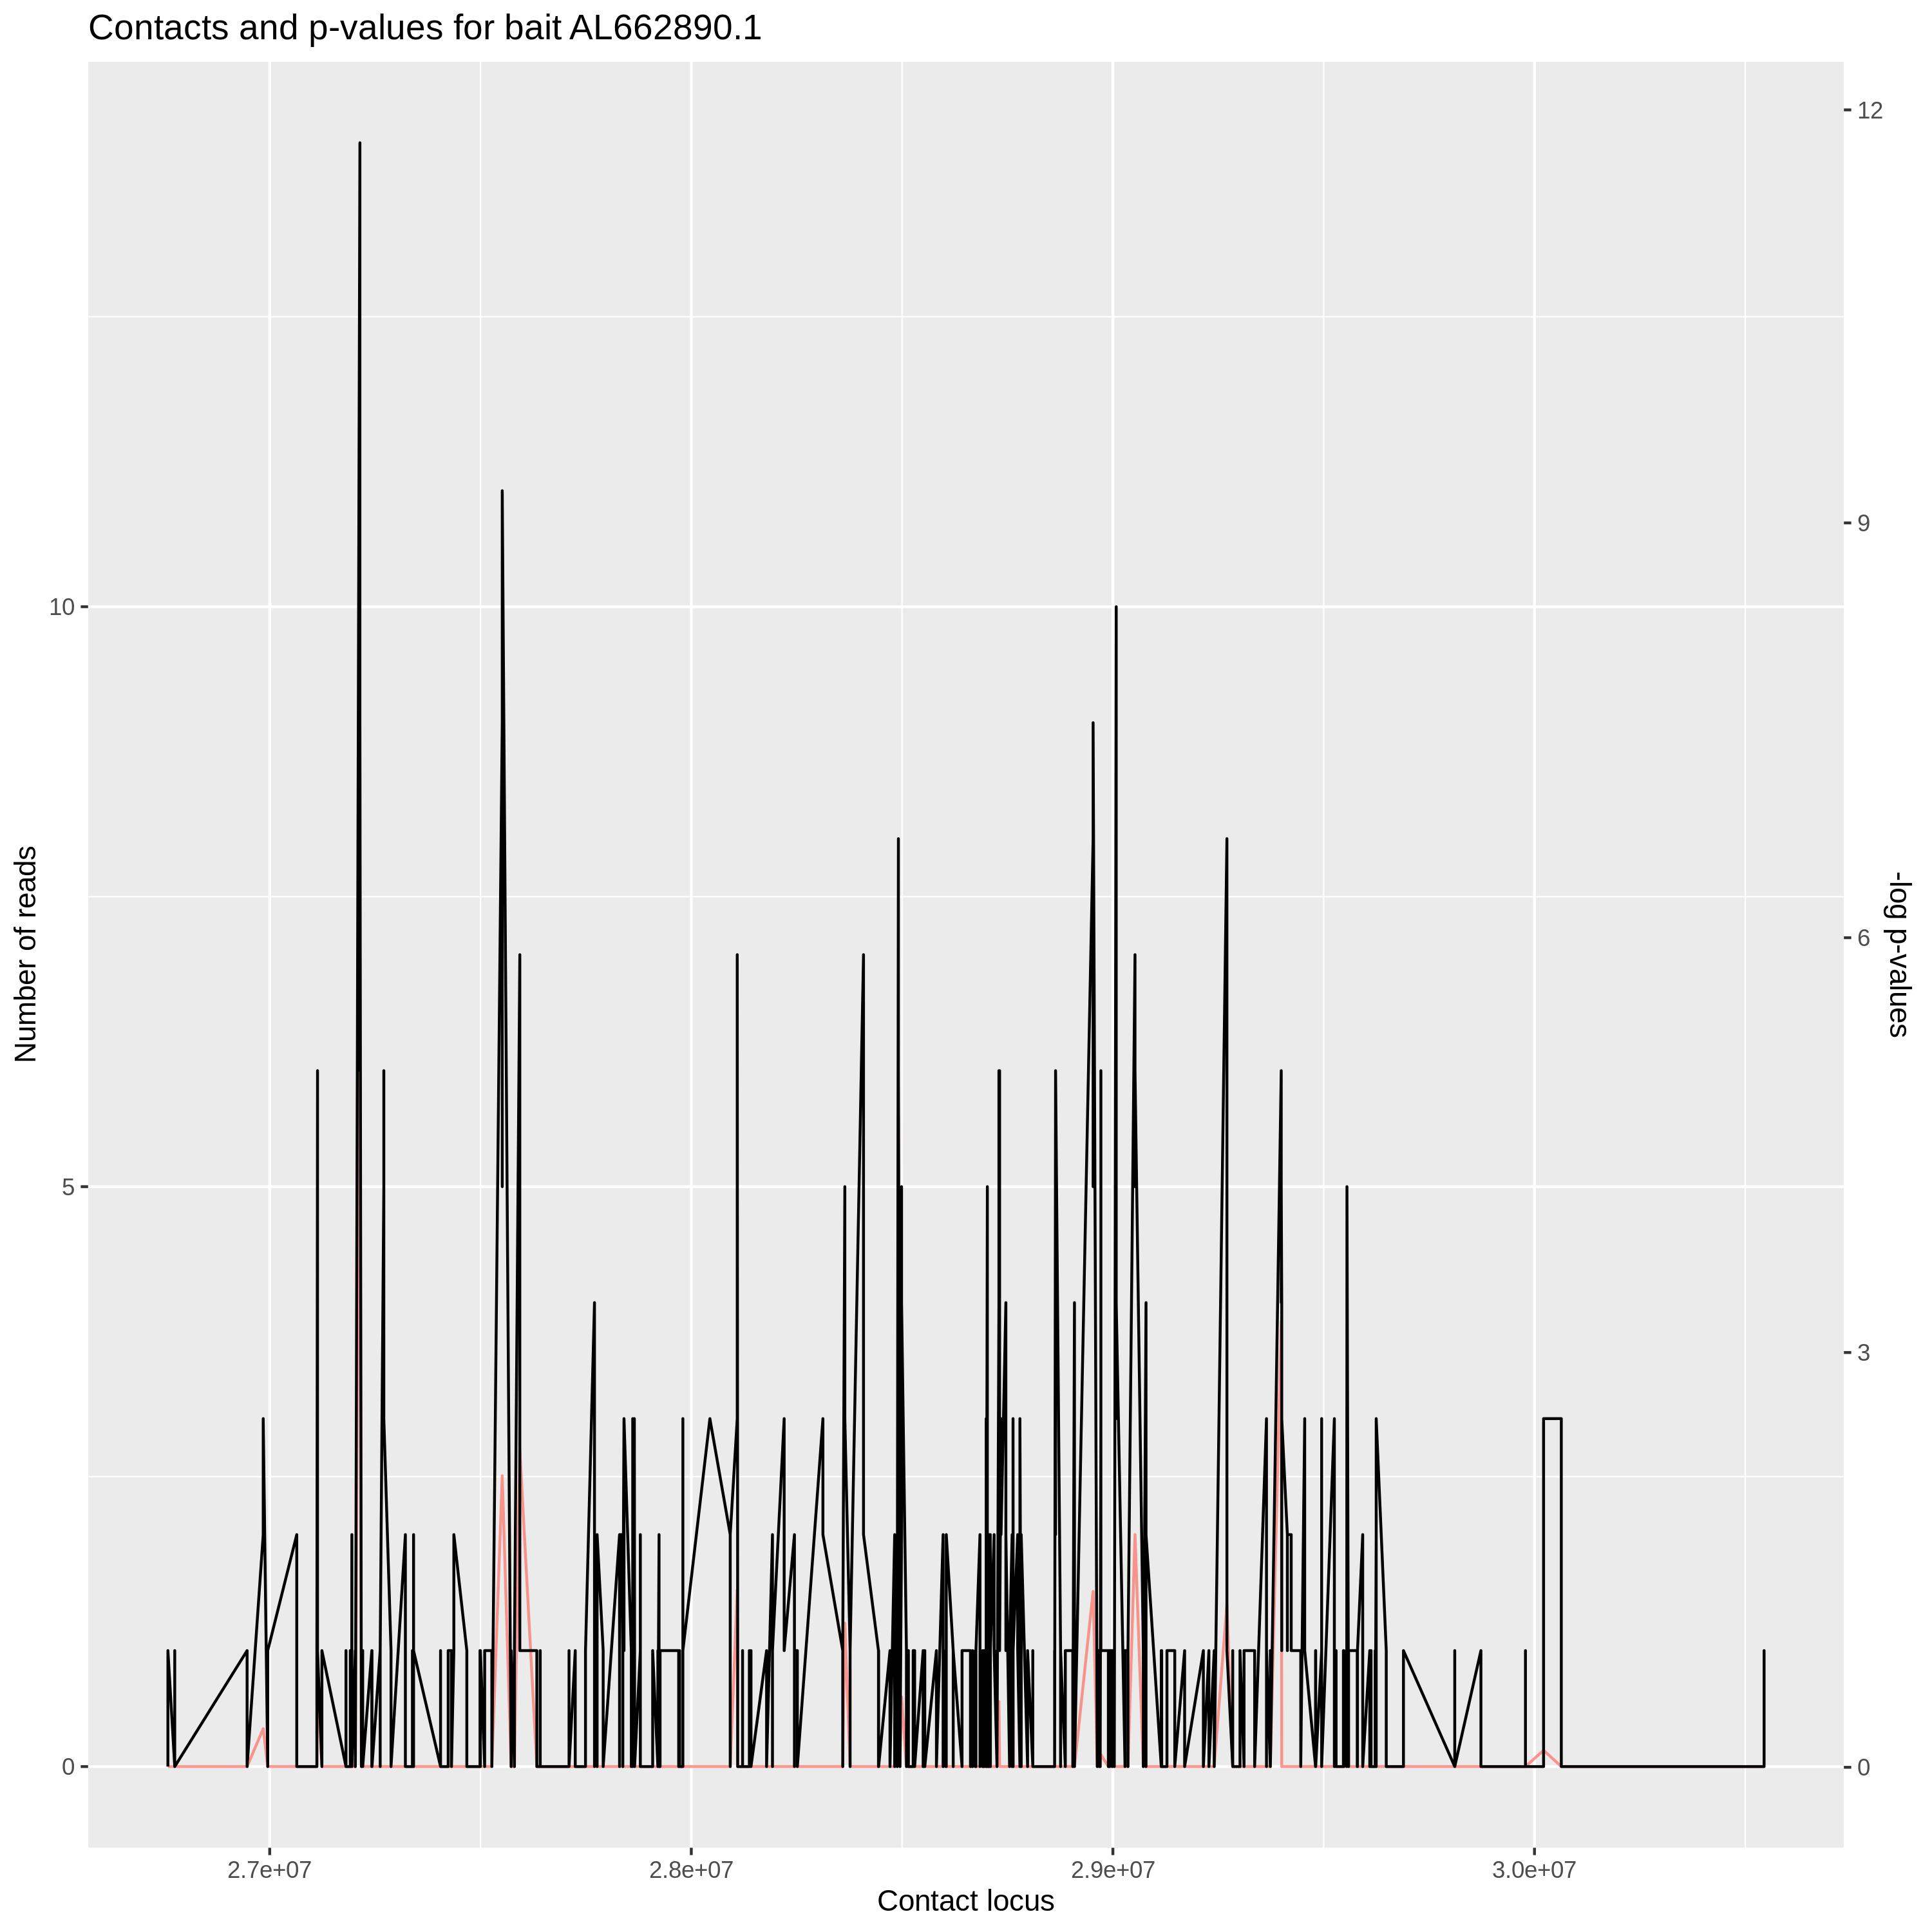 Contacts and p-values for bait AL662890.1
Number of reads
10
5
0
12
9
6
3
0
-log p-values
2.7e+07 2.8e+07 2.9e+07 3.0e+07
Contact locus